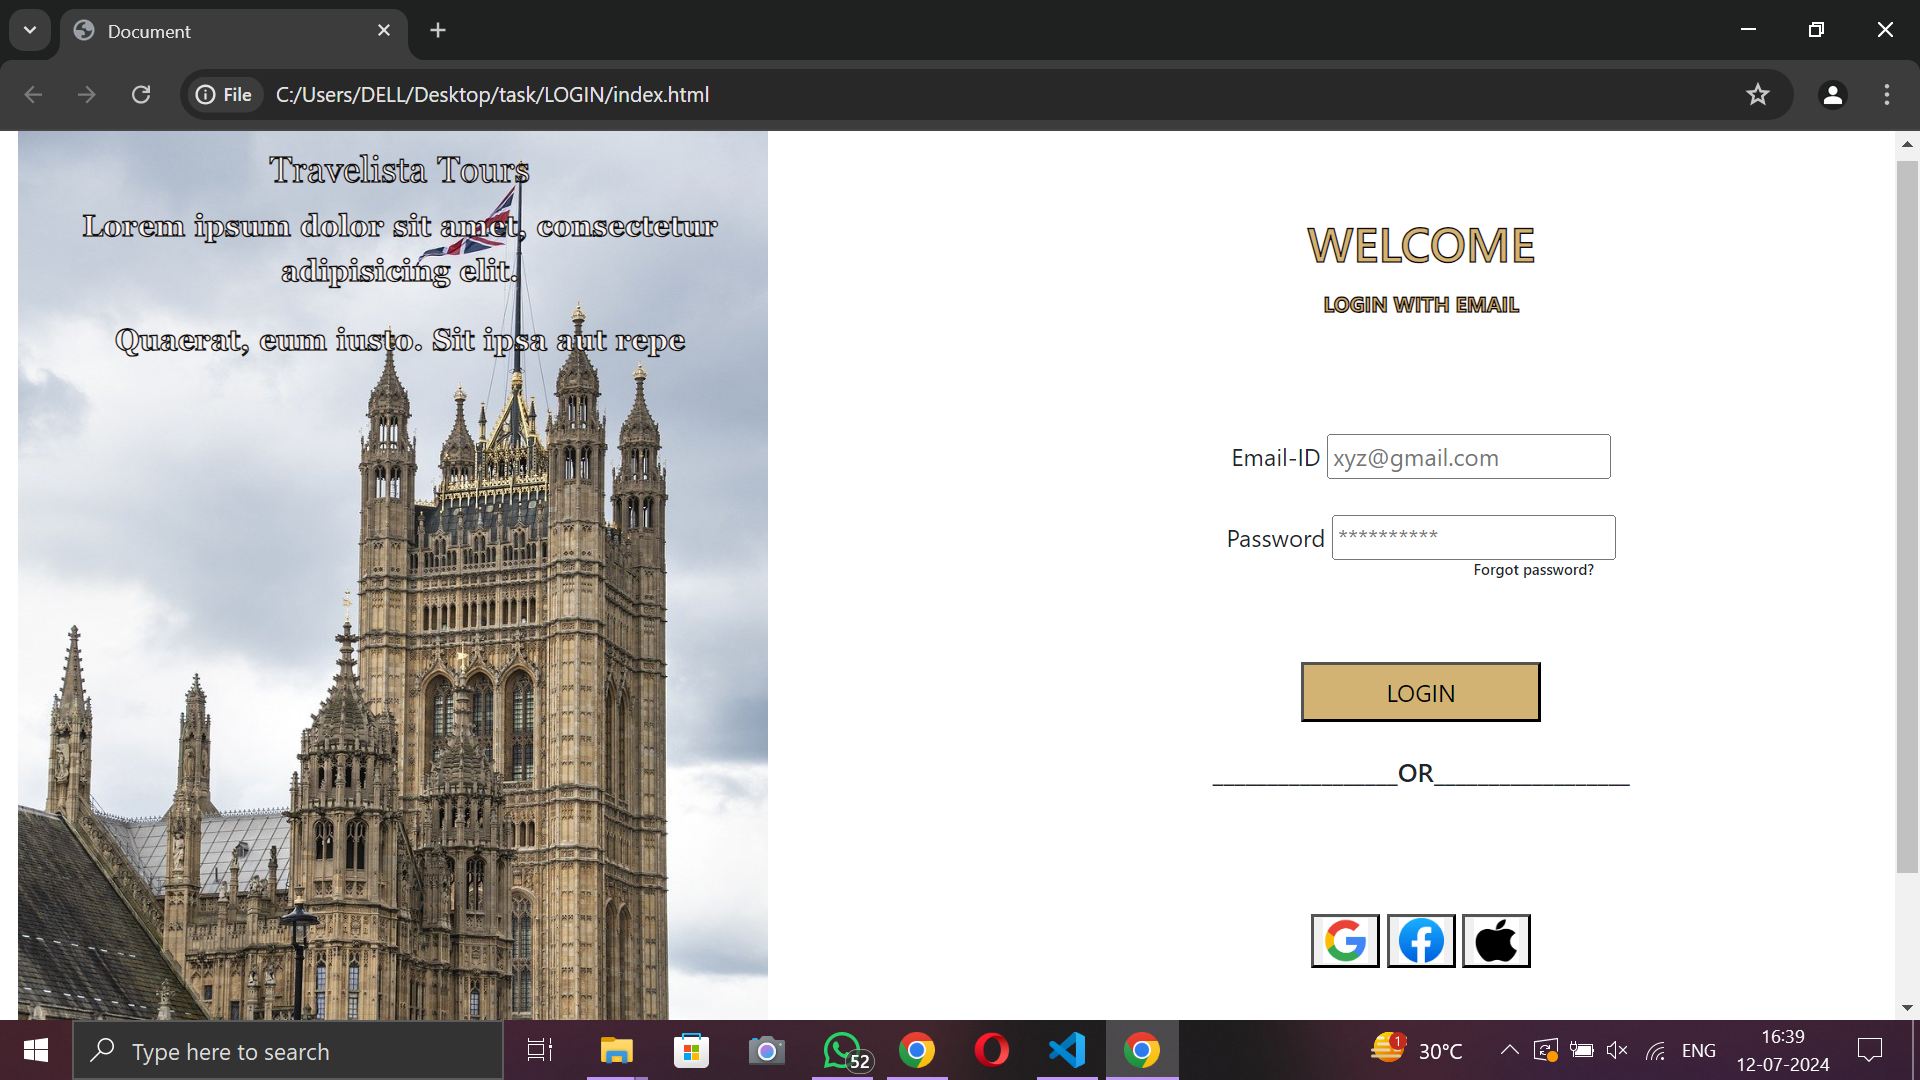 Document
File
C:/Users/DELL/Desktop/task/LOGIN/index.html
Travelista Tours
Lorem ipsum dolor sit amet, consectetur
adipisicing elit.
Quaerat, eum iusto. Sit ipsa aut repe
WELCOME
LOGIN WITH EMAIL
Email-ID xyz@gmail.com
Password **********
Forgot password?
LOGIN
_________________OR__________________
Type here to search
52
1
30°C
ENG
16:39
12-07-2024